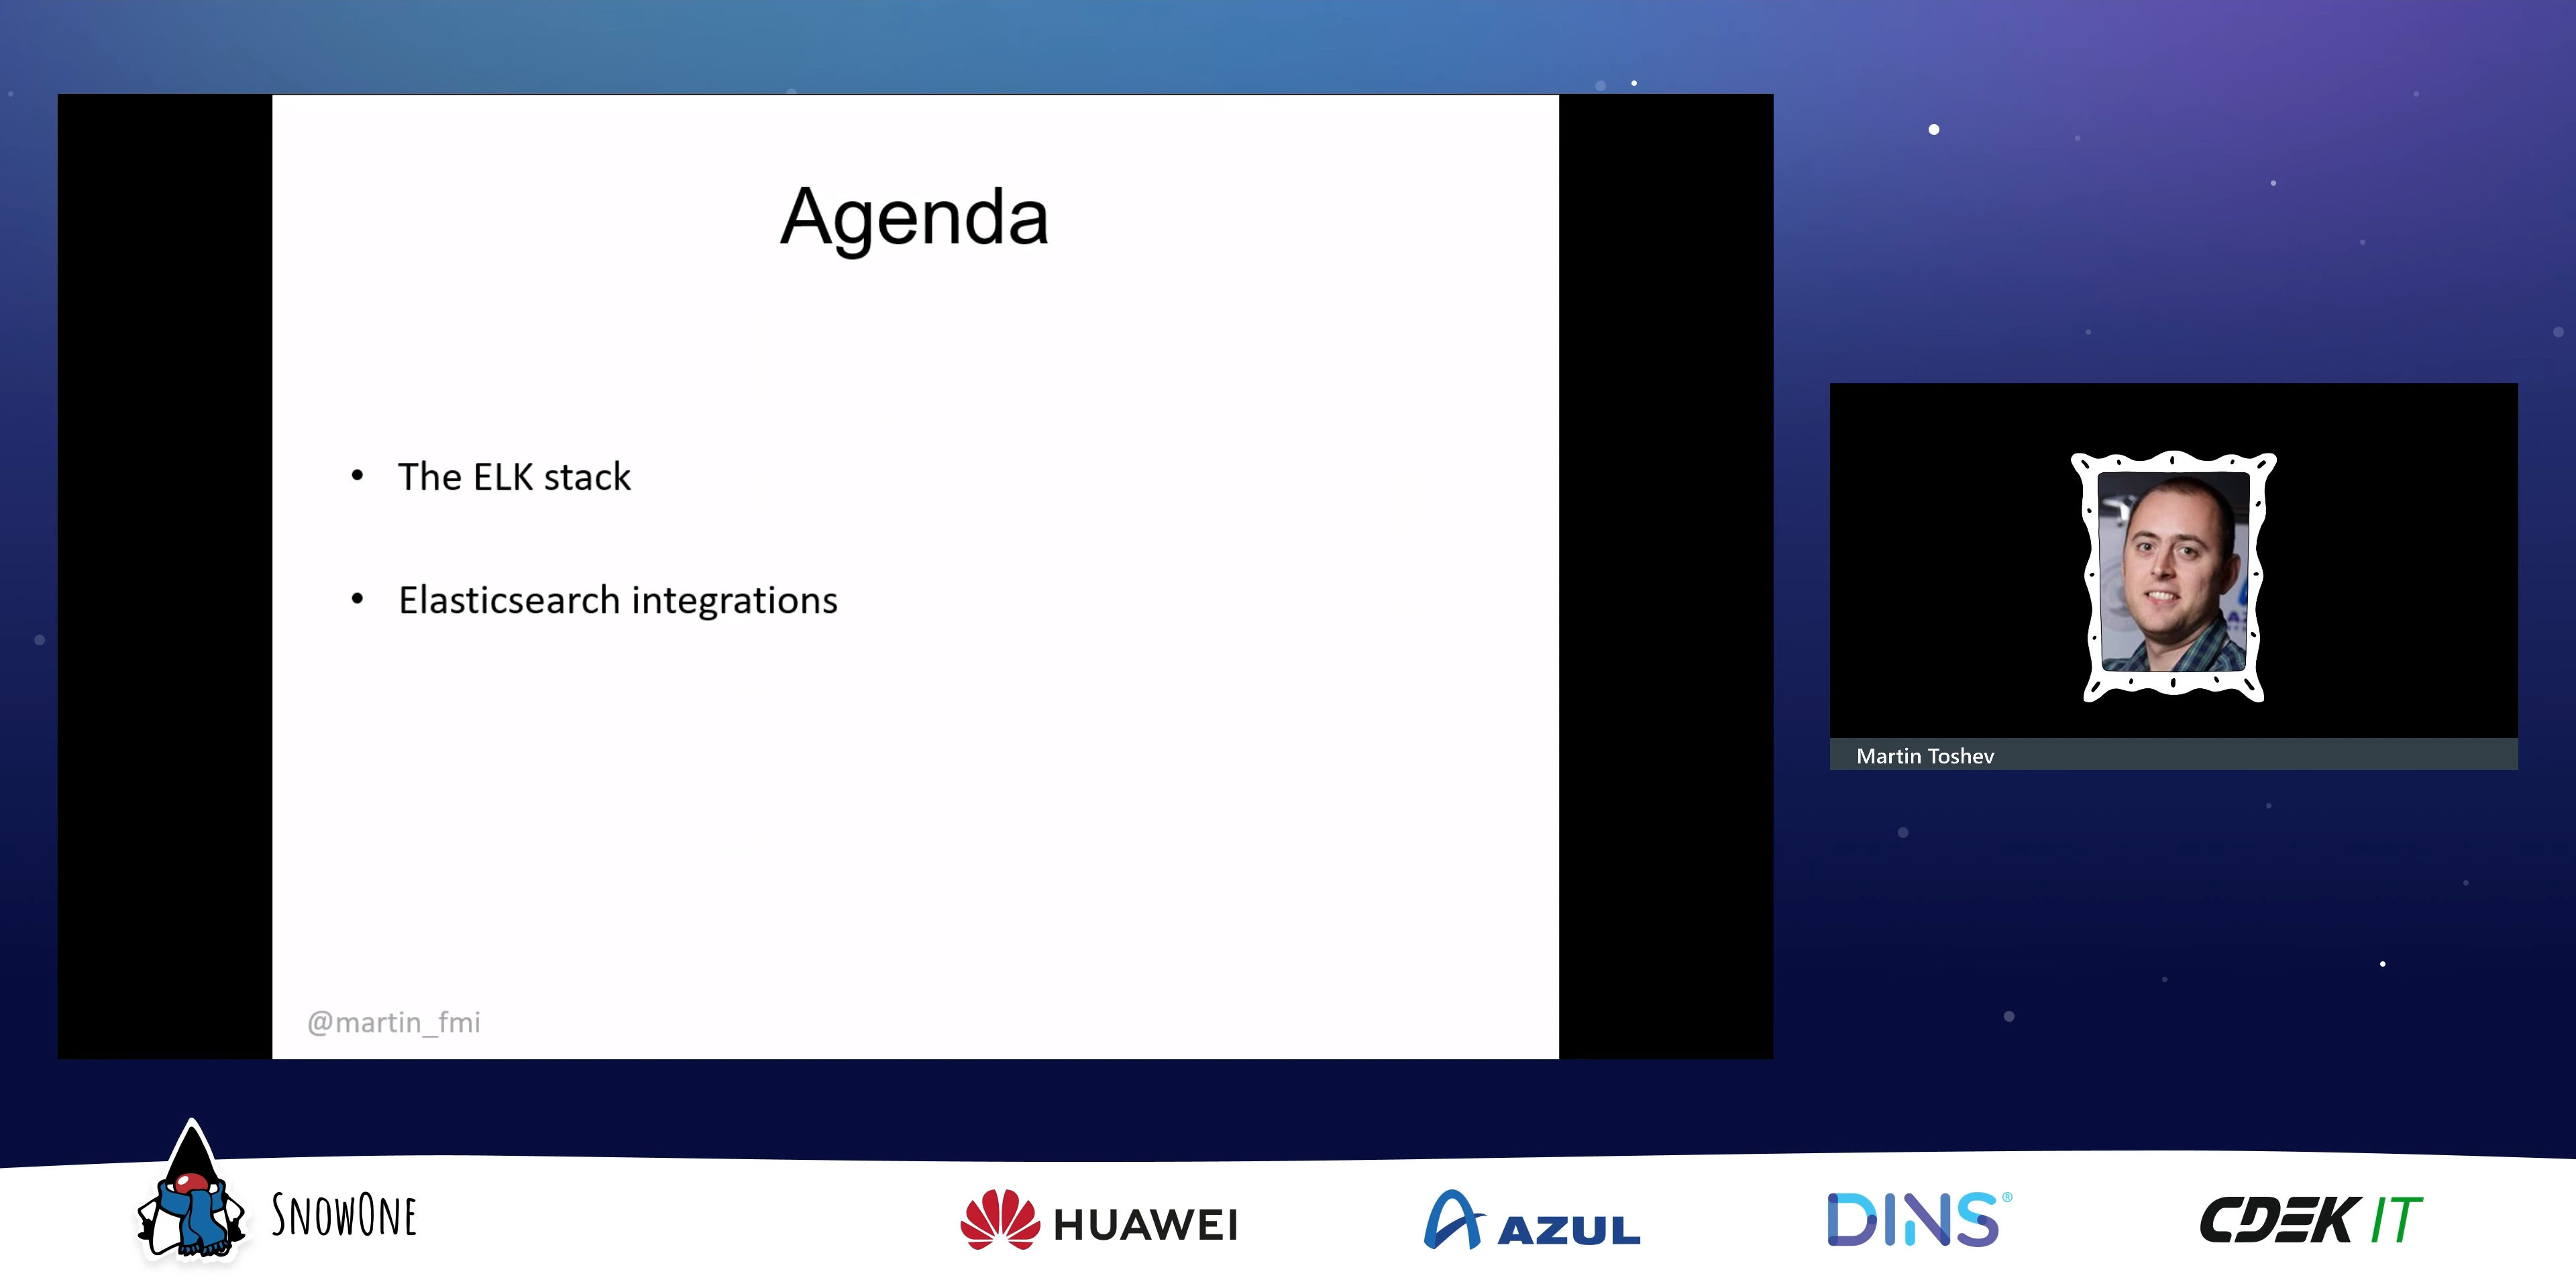 Agenda
• The ELK stack
• Elasticsearch integrations
@martin_fmi
Martin Toshev
SNOWONE
HUAWEI
AZUL
DINS®
CDEK IT